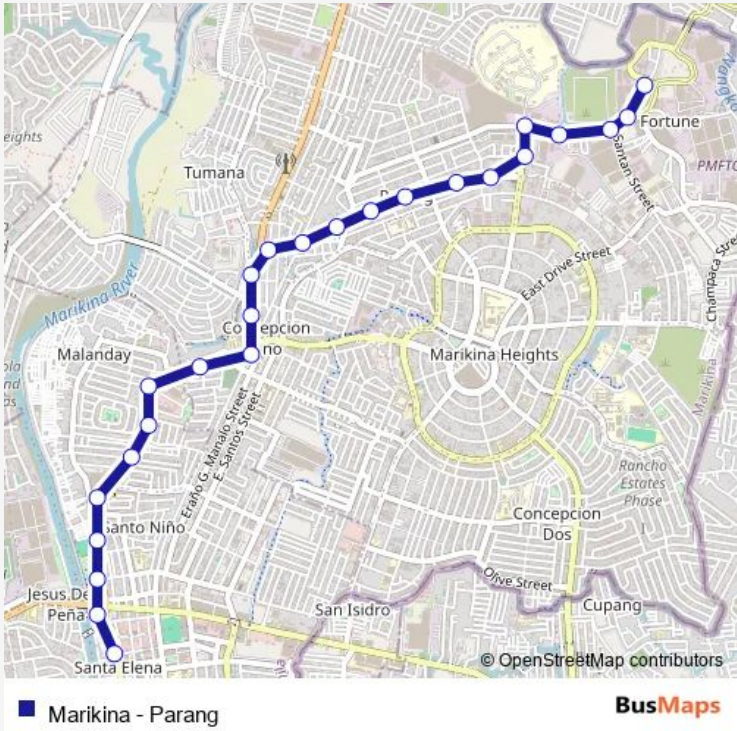 eights
Tumana
Fortune
PMFTC
Santan Street
East Drive Street
Champaca Stre
Marikina River
Malanday
Marikina Heights
Marikina
Eraño G. Manalo Street
E. Santos Street
Rancho
Estates
Phase
Concepcion
Dos
Santo Niño
Olive Street
Jesus De
Peña
San Isidro
Cupang
Santa Elena
© OpenStreetMap contributors
Marikina - Parang
BusMaps